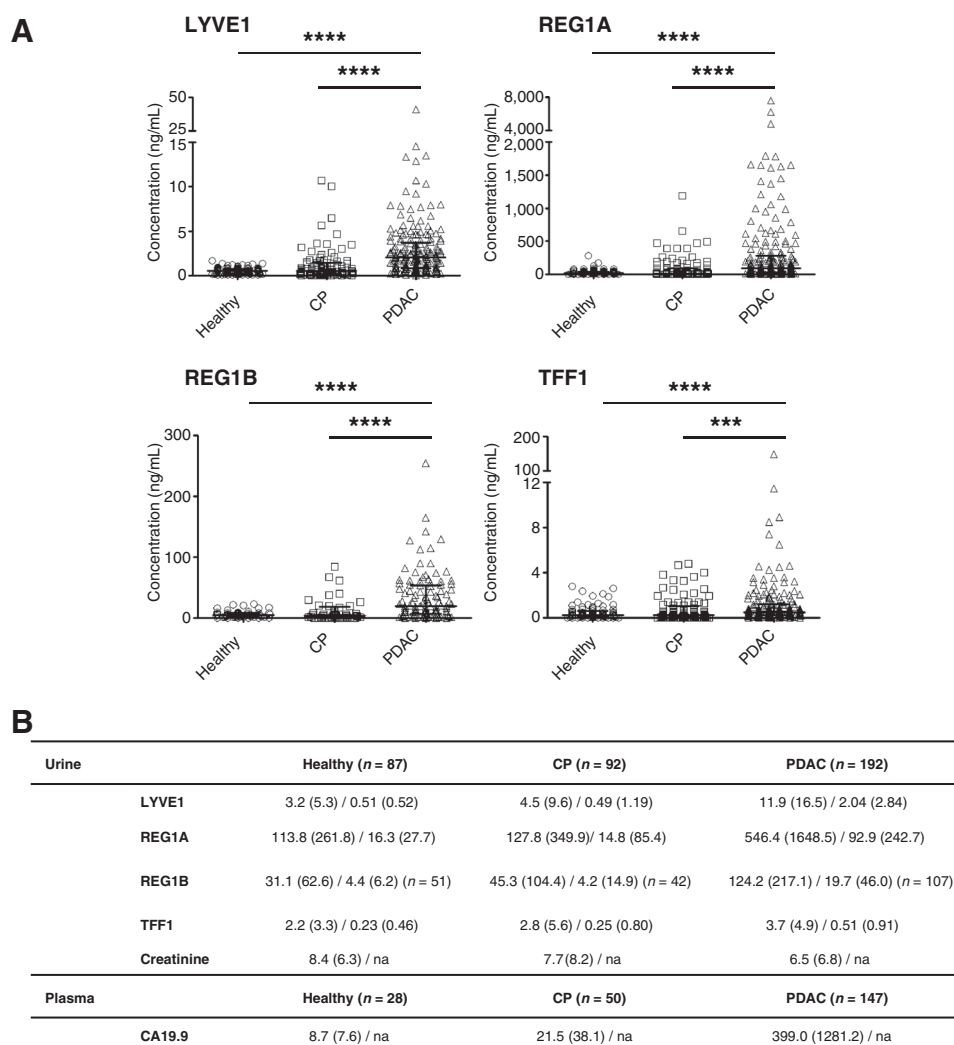 A
LYVE1
****
****
Concentration (ng/mL)
50
25
15
10
5
0
Healthy
CP
PDAC
REG1A
****
****
Concentration (ng/mL)
8,000
4,000
2,000
1,500
1,000
500
0
Healthy
CP
PDAC
REG1B
****
****
Concentration (ng/mL)
300
200
100
0
Healthy
CP
PDAC
TFF1
****
***
Concentration (ng/mL)
200
100
12
8
4
0
Healthy
CP
PDAC
B
Urine Healthy (n = 87) CP (n = 92) PDAC (n = 192)
LYVE1 3.2 (5.3) / 0.51 (0.52) 4.5 (9.6) / 0.49 (1.19) 11.9 (16.5) / 2.04 (2.84)
REG1A 113.8 (261.8) / 16.3 (27.7) 127.8 (349.9)/ 14.8 (85.4) 546.4 (1648.5) / 92.9 (242.7)
REG1B 31.1 (62.6) / 4.4 (6.2) (n = 51) 45.3 (104.4) / 4.2 (14.9) (n = 42) 124.2 (217.1) / 19.7 (46.0) (n = 107)
TFF1 2.2 (3.3) / 0.23 (0.46) 2.8 (5.6) / 0.25 (0.80) 3.7 (4.9) / 0.51 (0.91)
Creatinine 8.4 (6.3) / na 7.7(8.2) / na 6.5 (6.8) / na
Plasma Healthy (n = 28) CP (n = 50) PDAC (n = 147)
CA19.9 8.7 (7.6) / na 21.5 (38.1) / na 399.0 (1281.2) / na